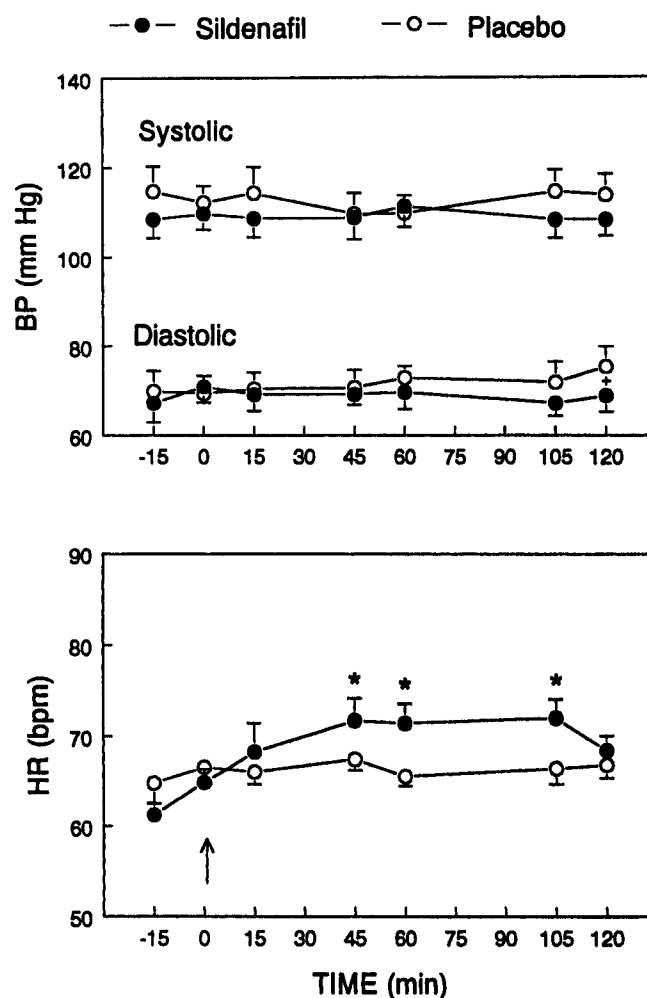 Sildenafil Placebo
140
Systolic
120
BP (mm Hg)
100
Diastolic
80
60
-15 0 15 30 45 60 75 90 105 120
90
80
* * *
HR (bpm)
70
60
50
-15 0 15 30 45 60 75 90 105 120
TIME (min)